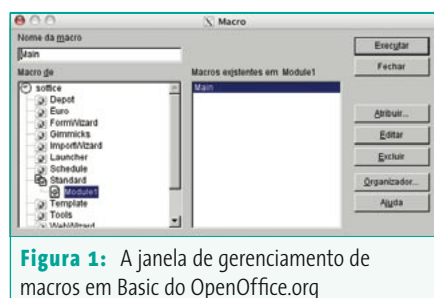 Macro
Nome da macro
Main
Executar
Fechar
Macro de
Macros existentes em Module1
soffice
Depot
Euro
FormWizard
Gimmicks
ImportWizard
Launcher
Schedule
Standard
Module1
Template
Tools
WebWizard
Main
Atribuir...
Editar
Excluir
Organizador...
Ajuda
Figura 1: A janela de gerenciamento de
macros em Basic do OpenOffice.org